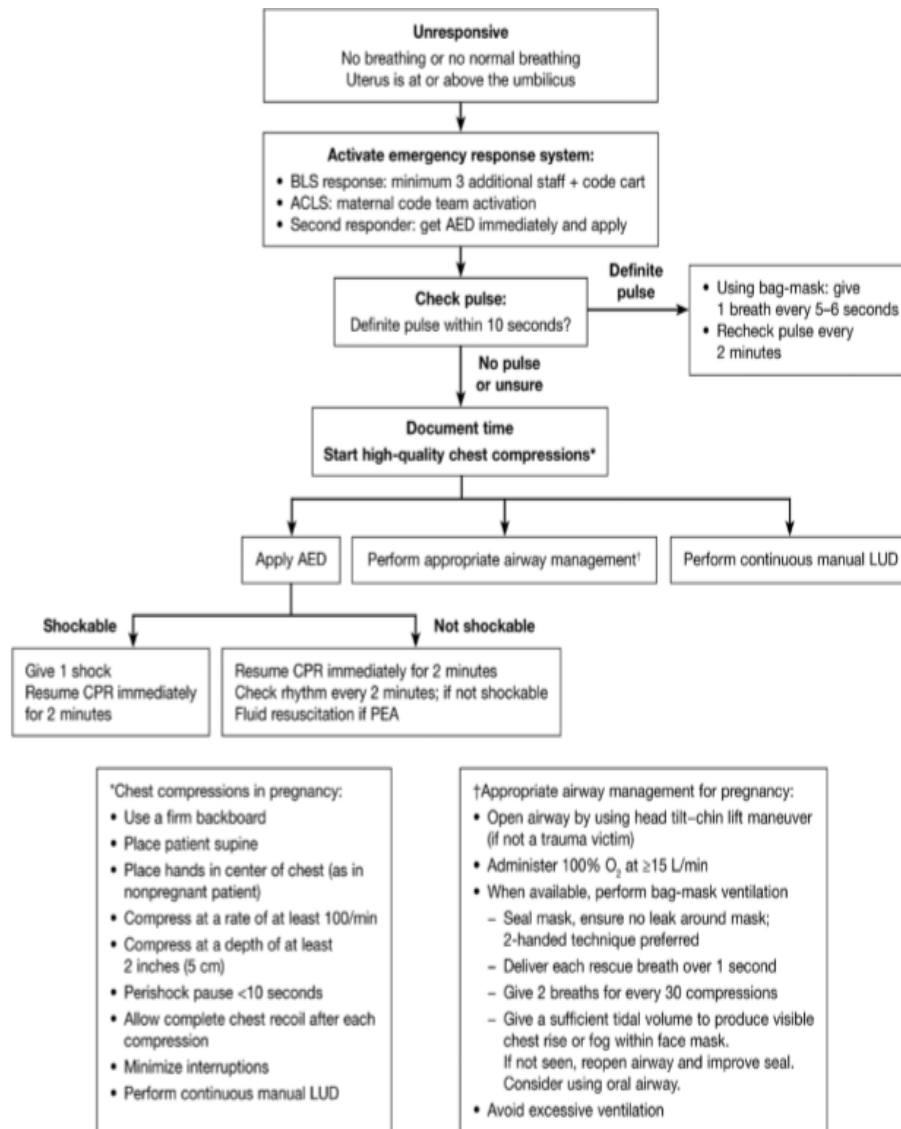 Unresponsive
No breathing or no normal breathing
Uterus is at or above the umbilicus
Activate emergency response system:
• BLS response: minimum 3 additional staff + code cart
• ACLS: maternal code team activation
• Second responder: get AED immediately and apply
Check pulse:
Definite pulse within 10 seconds?
Definite
pulse
• Using bag-mask: give
1 breath every 5–6 seconds
• Recheck pulse every
2 minutes
No pulse
or unsure
Document time
Start high-quality chest compressions*
Apply AED
Perform appropriate airway management†
Perform continuous manual LUD
Shockable
Not shockable
Give 1 shock
Resume CPR immediately
for 2 minutes
Resume CPR immediately for 2 minutes
Check rhythm every 2 minutes; if not shockable
Fluid resuscitation if PEA
*Chest compressions in pregnancy:
• Use a firm backboard
• Place patient supine
• Place hands in center of chest (as in
nonpregnant patient)
• Compress at a rate of at least 100/min
• Compress at a depth of at least
2 inches (5 cm)
• Perishock pause <10 seconds
• Allow complete chest recoil after each
compression
• Minimize interruptions
• Perform continuous manual LUD
†Appropriate airway management for pregnancy:
• Open airway by using head tilt–chin lift maneuver
(if not a trauma victim)
• Administer 100% O₂ at ≥15 L/min
• When available, perform bag-mask ventilation
– Seal mask, ensure no leak around mask;
2-handed technique preferred
– Deliver each rescue breath over 1 second
– Give 2 breaths for every 30 compressions
– Give a sufficient tidal volume to produce visible
chest rise or fog within face mask.
If not seen, reopen airway and improve seal.
Consider using oral airway.
• Avoid excessive ventilation